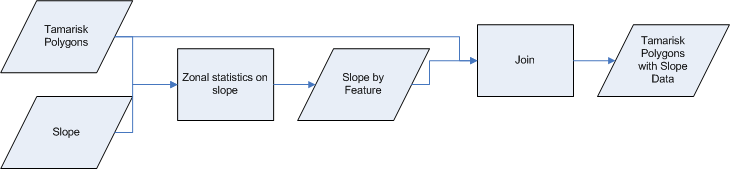 Tamarisk
Polygons
Slope
Zonal statistics on
slope
Slope by
Feature
Join
Tamarisk
Polygons
with Slope
Data